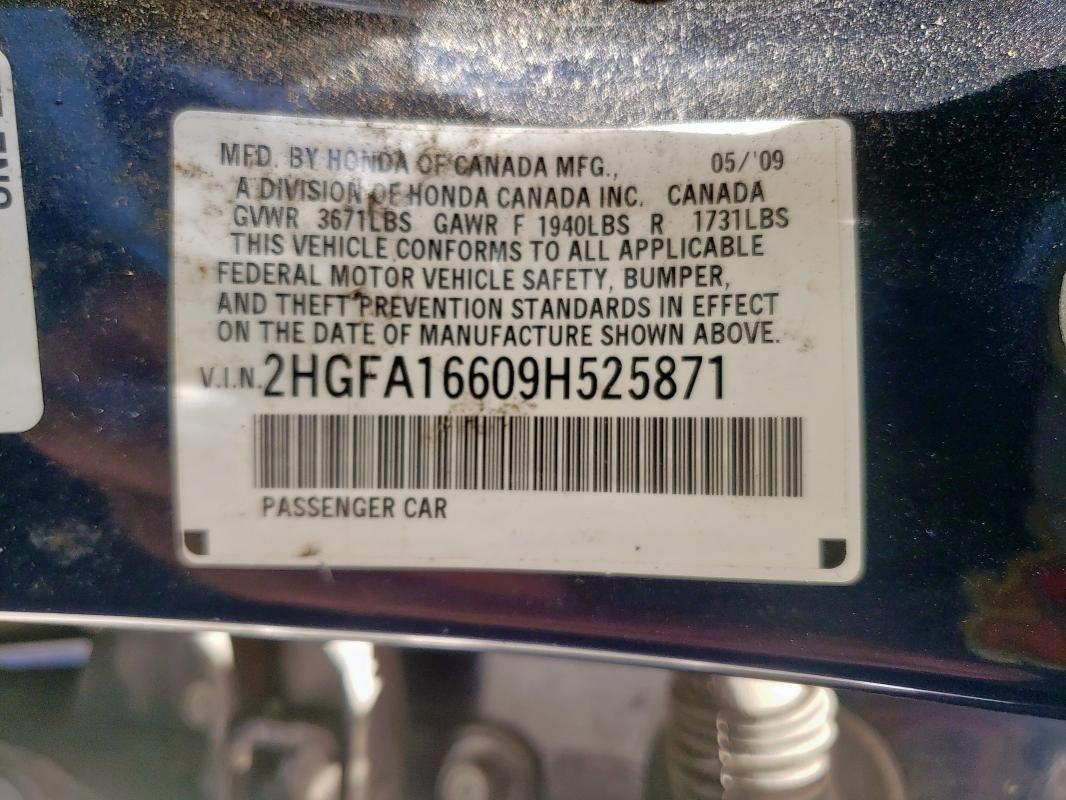 MFD. BY HONDA OF CANADA MFG., 05/'09
A DIVISION OF HONDA CANADA INC. CANADA
GVWR 3671LBS GAWR F 1940LBS R 1731LBS
THIS VEHICLE CONFORMS TO ALL APPLICABLE
FEDERAL MOTOR VEHICLE SAFETY, BUMPER,
AND THEFT PREVENTION STANDARDS IN EFFECT
ON THE DATE OF MANUFACTURE SHOWN ABOVE.
V.I.N. 2HGFA16609H525871
PASSENGER CAR